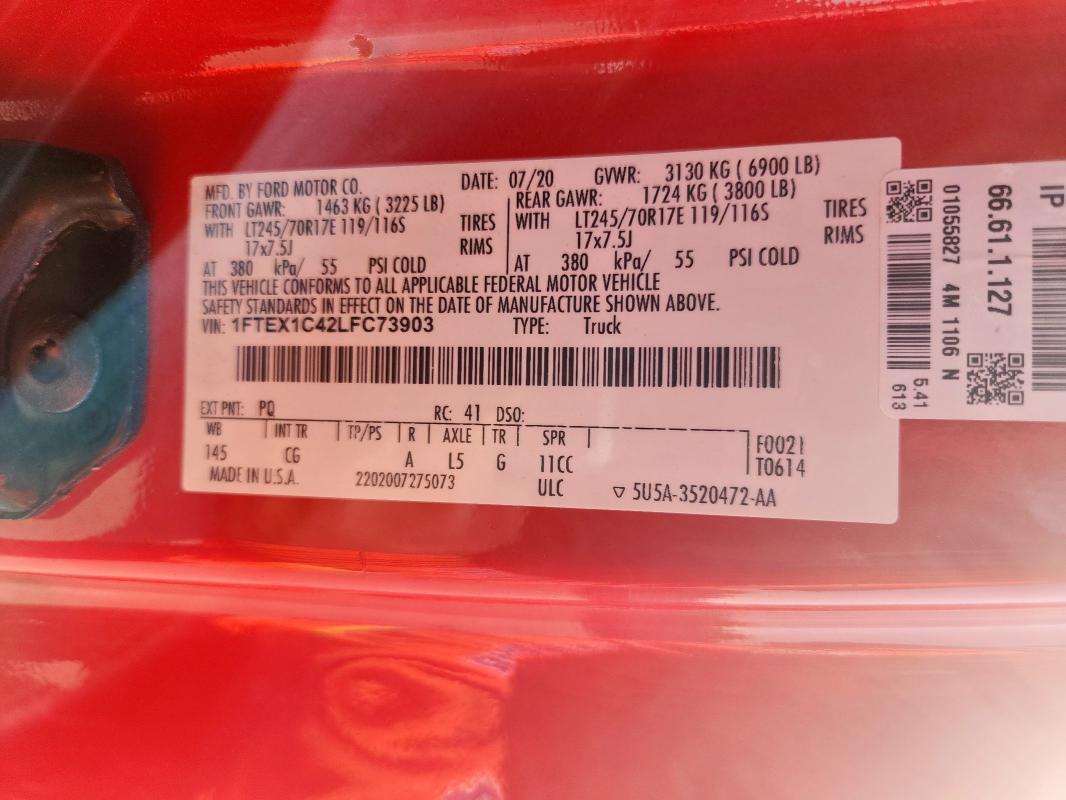 MFD. BY FORD MOTOR CO.
DATE: 07/20 GVWR: 3130 KG ( 6900 LB)
FRONT GAWR: 1463 KG ( 3225 LB)
WITH LT245/70R17E 119/116S TIRES
17x7.5J RIMS
AT 380 kPa/ 55 PSI COLD
REAR GAWR: 1724 KG ( 3800 LB)
WITH LT245/70R17E 119/116S TIRES
17x7.5J RIMS
AT 380 kPa/ 55 PSI COLD
THIS VEHICLE CONFORMS TO ALL APPLICABLE FEDERAL MOTOR VEHICLE
SAFETY STANDARDS IN EFFECT ON THE DATE OF MANUFACTURE SHOWN ABOVE.
VIN: 1FTEX1C42LFC73903 TYPE: Truck
EXT PNT: PQ RC: 41 DSO:
WB INT TR TP/PS R AXLE TR SPR
145 CG A L5 G 11CC
F0021
T0614
MADE IN U.S.A. 2202007275073 ULC 5U5A-3520472-AA
01055827 4M 1106 N
5.41
613
66.61.1.127
IP